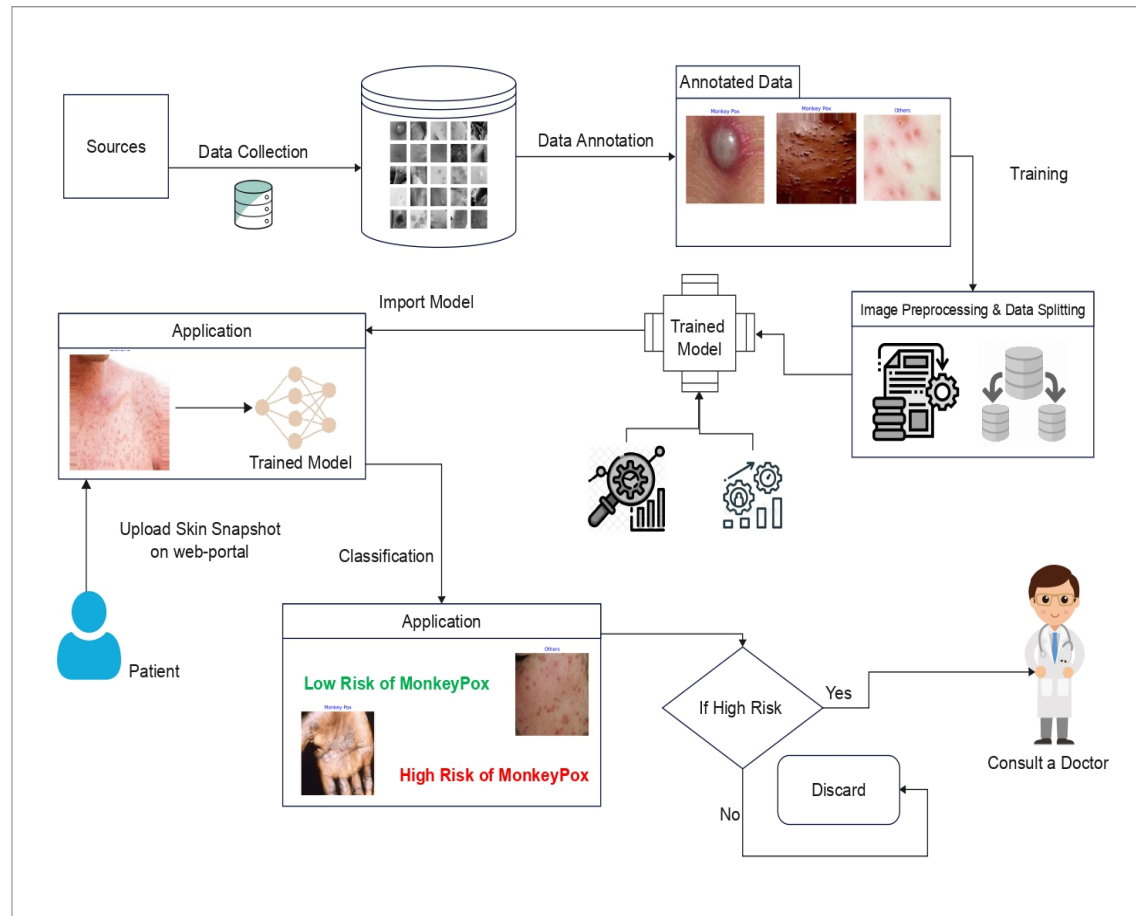 Sources
Data Collection
Data Annotation
Annotated Data
Monkey Pox
Monkey Pox
Others
Training
Image Preprocessing & Data Splitting
Trained
Model
Import Model
Application
Trained Model
Upload Skin Snapshot
on web-portal
Patient
Classification
Application
Others
Low Risk of MonkeyPox
Monkey Pox
High Risk of MonkeyPox
If High Risk
Yes
No
Discard
Consult a Doctor